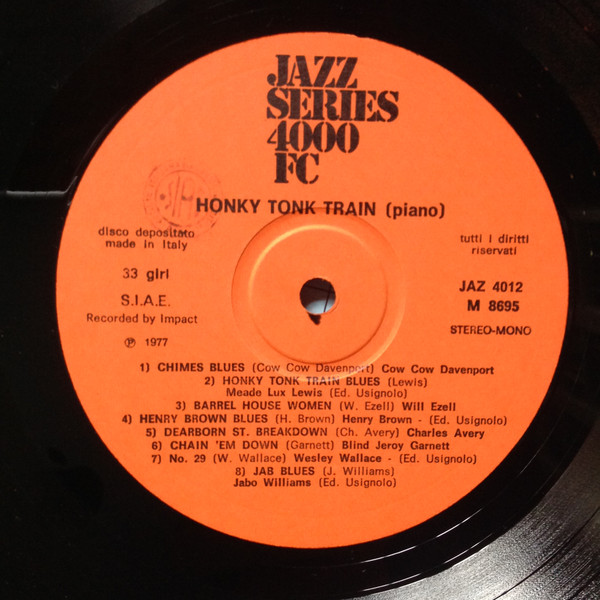 JAZZ
SERIES
4000
FC
SIAE
HONKY TONK TRAIN (piano)
disco depositato
made in Italy
tutti i diritti
riservati
33 giri
JAZ 4012
S.I.A.E.
M 8695
Recorded by Impact
STEREO-MONO
℗ 1977
1) CHIMES BLUES (Cow Cow Davenport) Cow Cow Davenport
2) HONKY TONK TRAIN BLUES (Lewis)
Meade Lux Lewis (Ed. Usignolo)
3) BARREL HOUSE WOMEN (W. Ezell) Will Ezell
4) HENRY BROWN BLUES (H. Brown) Henry Brown - (Ed. Usignolo)
5) DEARBORN ST. BREAKDOWN (Ch. Avery) Charles Avery
6) CHAIN 'EM DOWN (Garnett) Blind Jeroy Garnett
7) No. 29 (W. Wallace) Wesley Wallace - (Ed. Usignolo)
8) JAB BLUES (J. Williams)
Jabo Williams (Ed. Usignolo)